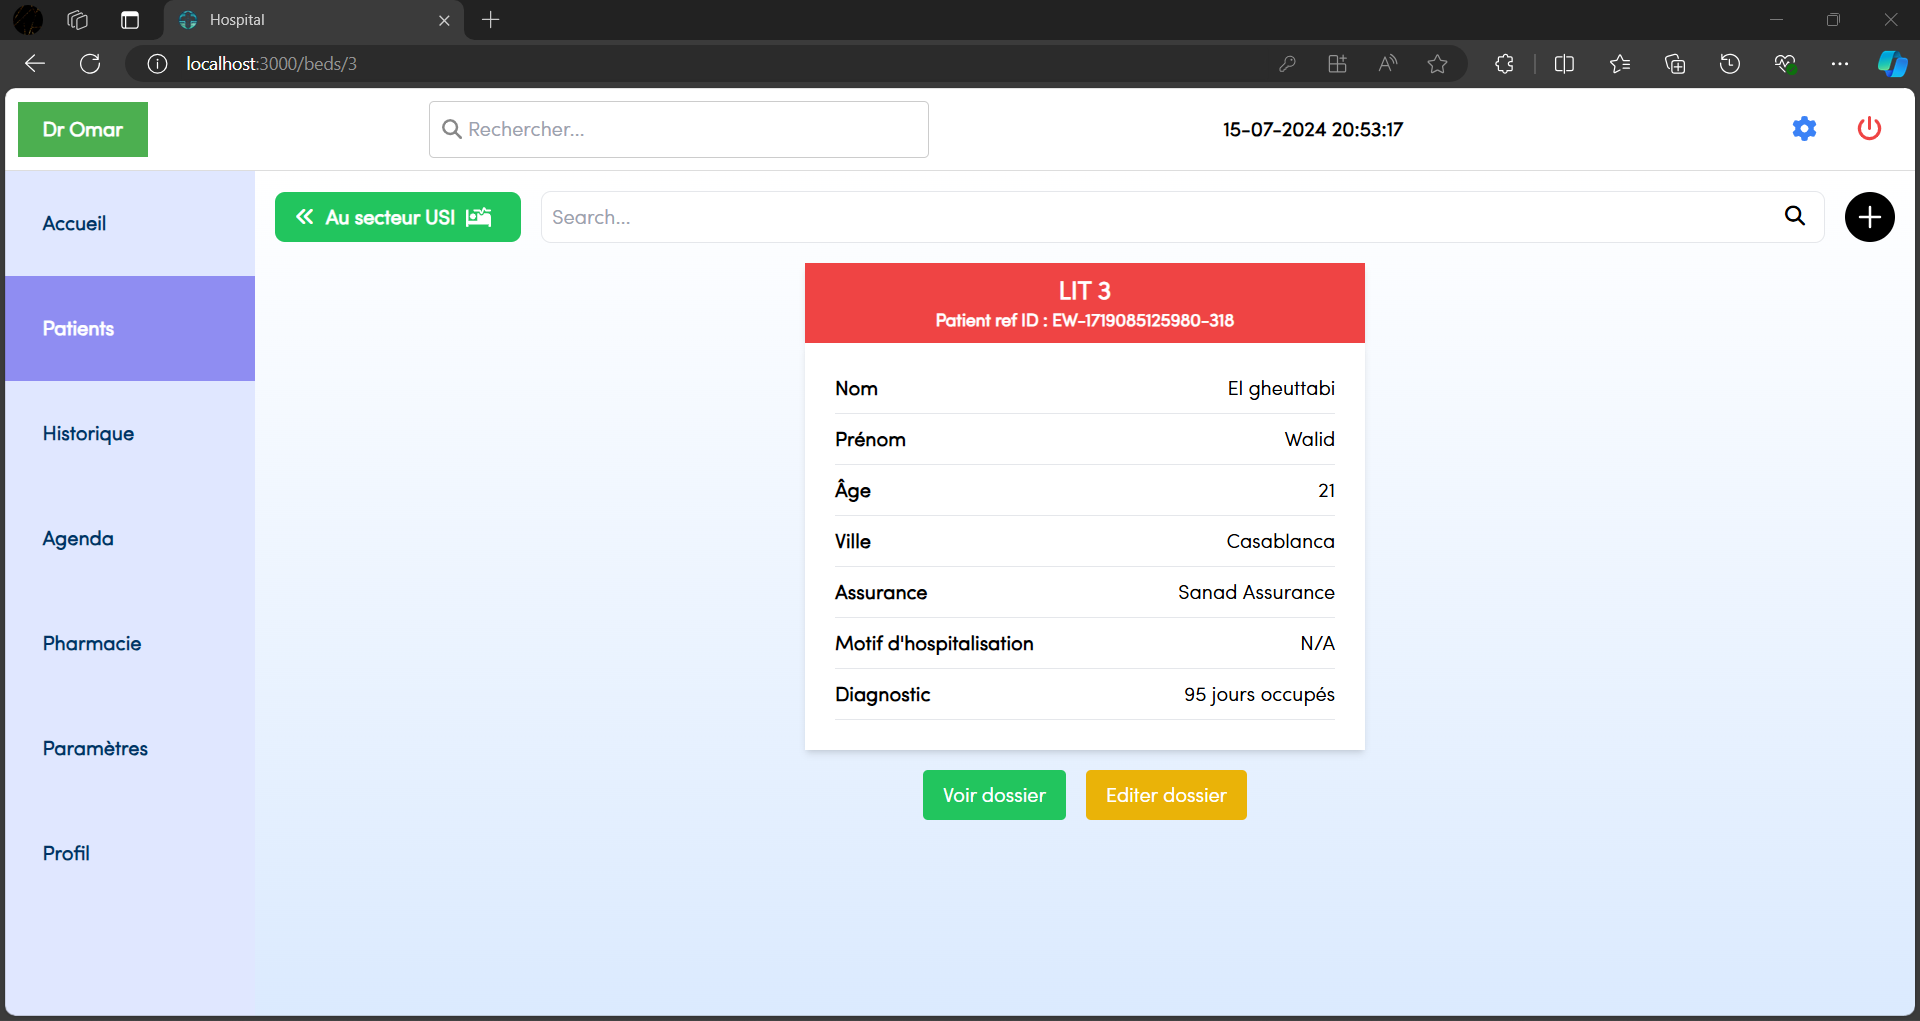 Hospital
localhost:3000/beds/3
Dr Omar
Rechercher...
15-07-2024 20:53:17
Accueil
Patients
Historique
Agenda
Pharmacie
Paramètres
Profil
Au secteur USI
Search...
LIT 3
Patient ref ID : EW-1719085125980-318
Nom El gheuttabi
Prénom Walid
Âge 21
Ville Casablanca
Assurance Sanad Assurance
Motif d'hospitalisation N/A
Diagnostic 95 jours occupés
Voir dossier Editer dossier